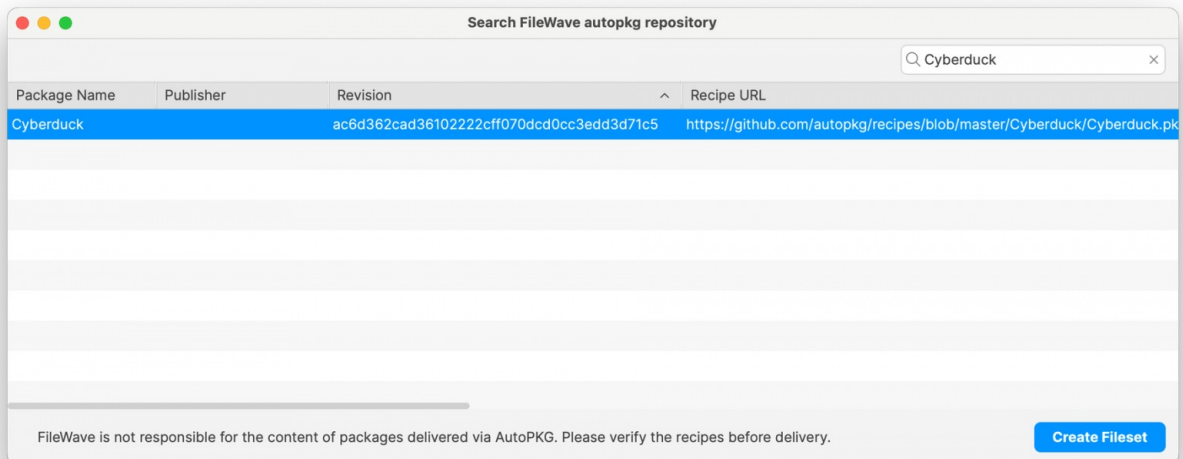 Search FileWave autopkg repository
Cyberduck
Package Name Publisher Revision Recipe URL
Cyberduck ac6d362cad36102222cff070dcd0cc3edd3d71c5 https://github.com/autopkg/recipes/blob/master/Cyberduck/Cyberduck.pk
FileWave is not responsible for the content of packages delivered via AutoPKG. Please verify the recipes before delivery. Create Fileset